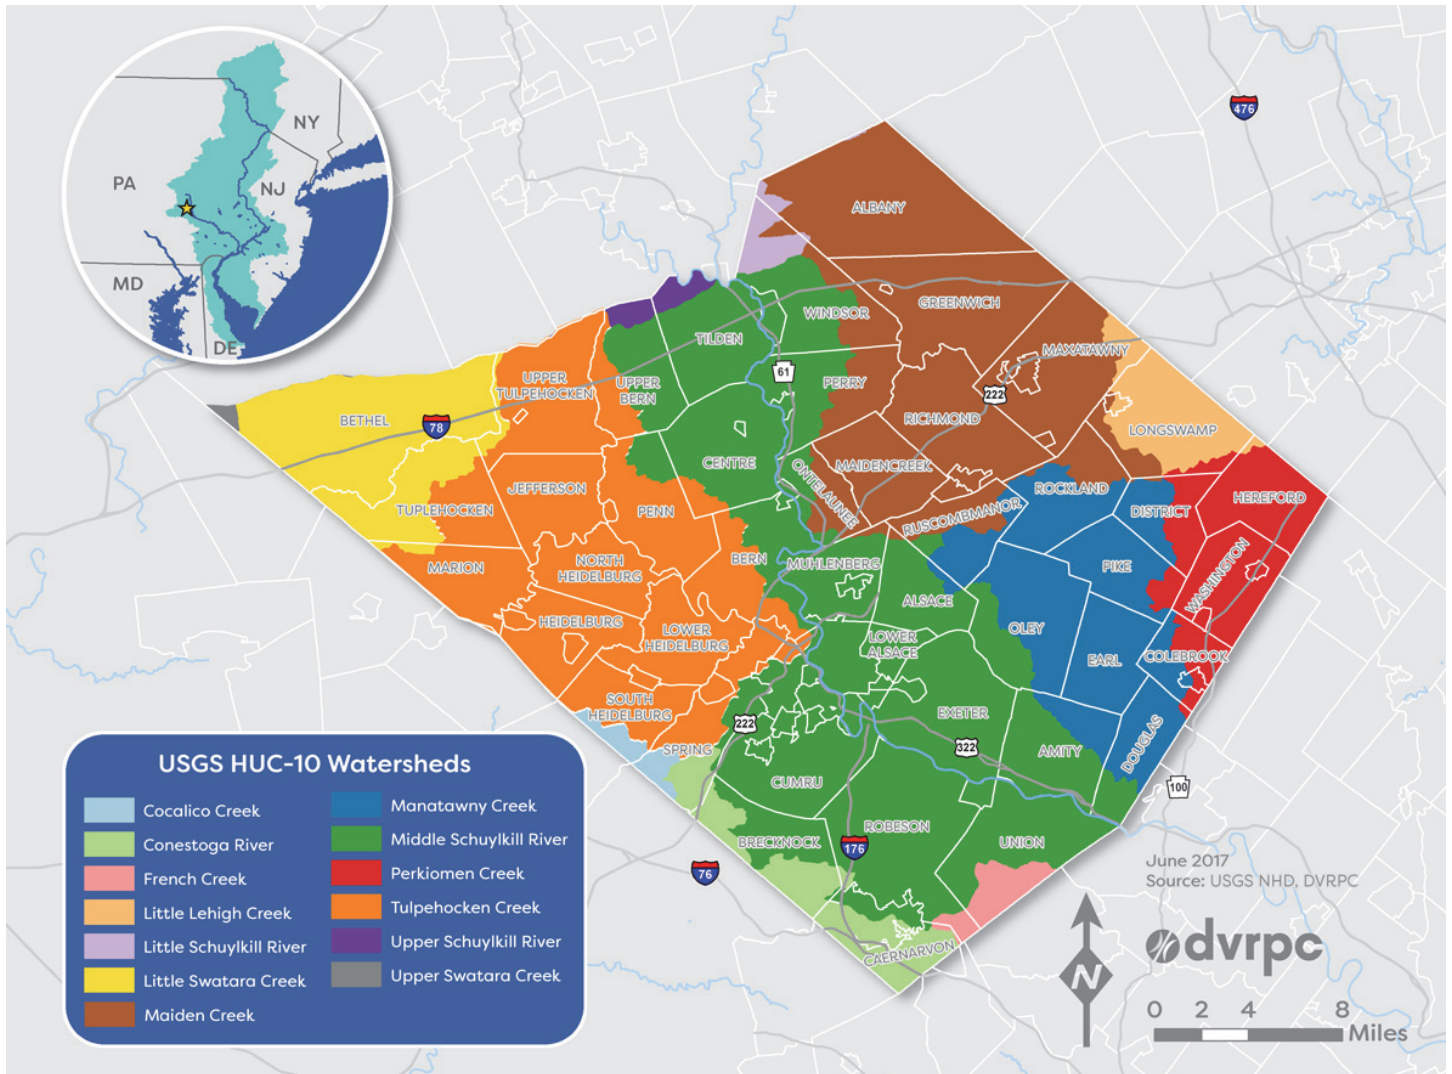 NY
PA
NJ
MD
DE
476
ALBANY
GREENWICH
WINDSOR
TILDEN
MAXATAWNY
61
UPPER
TULPEHOCKEN
UPPER
BERN
PERRY
222
RICHMOND
BETHEL
78
LONGSWAMP
CENTRE
MAIDENCREEK
ONTELAUNEE
JEFFERSON
ROCKLAND
HEREFORD
TUPLEHOCKEN
PENN
RUSCOMBMANOR
DISTRICT
MARION
NORTH
HEIDELBURG
BERN
MUHLENBERG
PIKE
WASHINGTON
ALSACE
HEIDELBURG
LOWER
HEIDELBURG
LOWER
ALSACE
OLEY
EARL
COLEBROOK
SOUTH
HEIDELBURG
222
EXETER
322
AMITY
DOUGLAS
SPRING
CUMRU
100
ROBESON
BRECKNOCK
176
UNION
76
CAERNARVON
USGS HUC-10 Watersheds
Cocalico Creek
Conestoga River
French Creek
Little Lehigh Creek
Little Schuylkill River
Little Swatara Creek
Maiden Creek
Manatawny Creek
Middle Schuylkill River
Perkiomen Creek
Tulpehocken Creek
Upper Schuylkill River
Upper Swatara Creek
June 2017
Source: USGS NHD, DVRPC
dvrpc
N
0 2 4 8
Miles